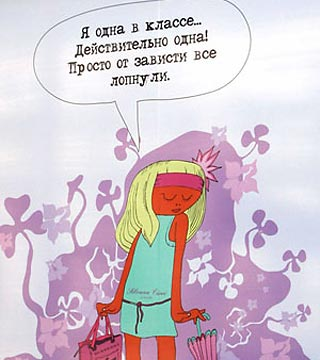 Я одна в классе...
Действительно одна!
Просто от зависти все
лопнули.